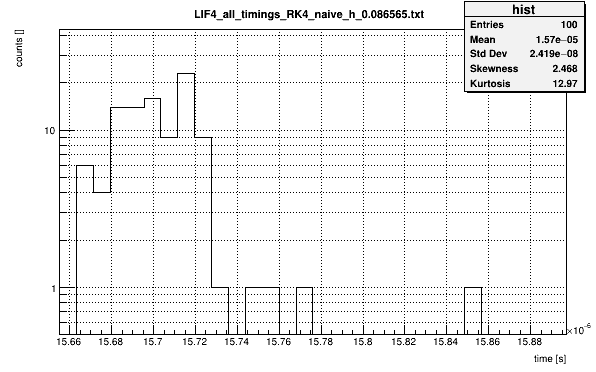 LIF4_all_timings_RK4_naive_h_0.086565.txt
hist
Entries 100
Mean 1.57e−05
Std Dev 2.419e−08
Skewness 2.468
Kurtosis 12.97
counts []
10
1
15.66 15.68 15.7 15.72 15.74 15.76 15.78 15.8 15.82 15.84 15.86 15.88
×10−6
time [s]